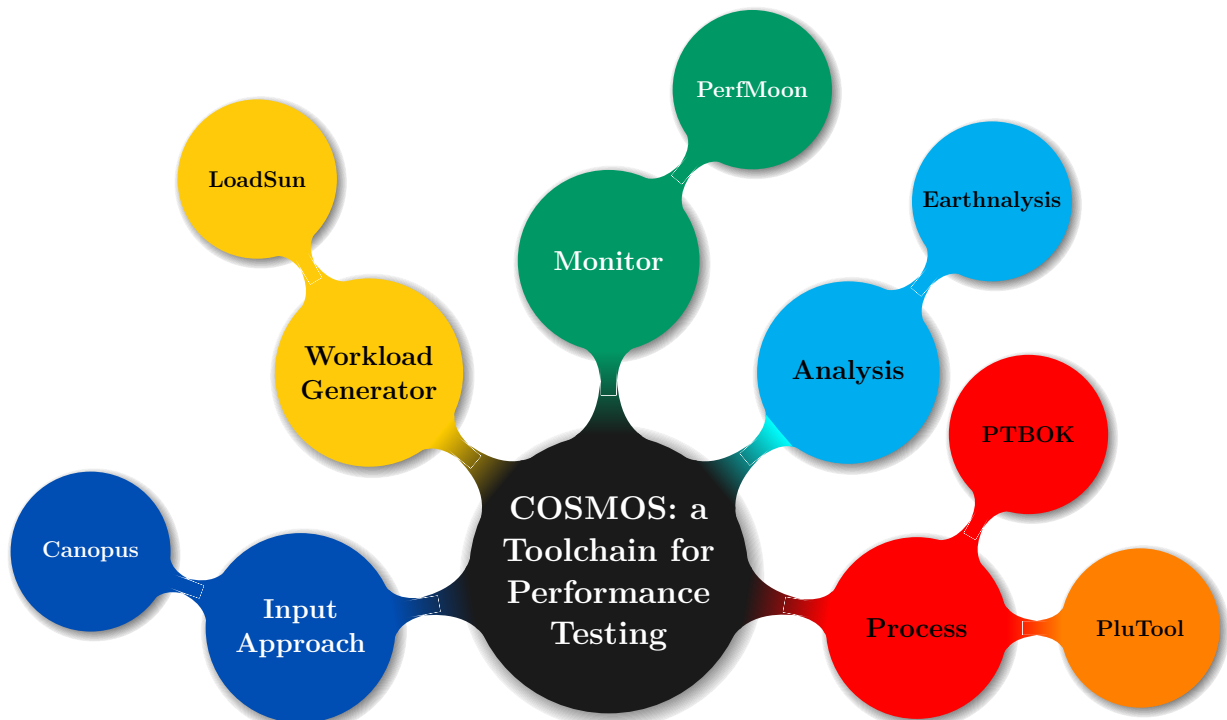 PerfMoon
LoadSun
Earthnalysis
Monitor
Workload
Generator
Analysis
PTBOK
COSMOS: a
Toolchain for
Performance
Testing
Canopus
Input
Approach
Process
PluTool